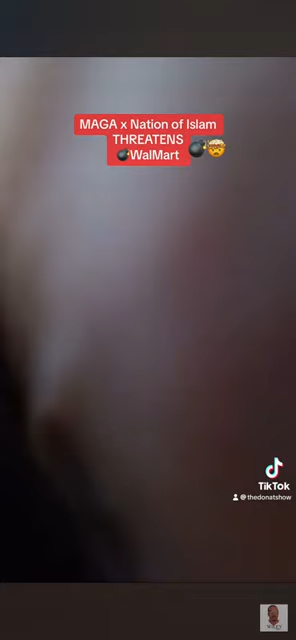 MAGA x Nation of Islam
THREATENS
💣WalMart 💣🤯
TikTok
@thedonatshow